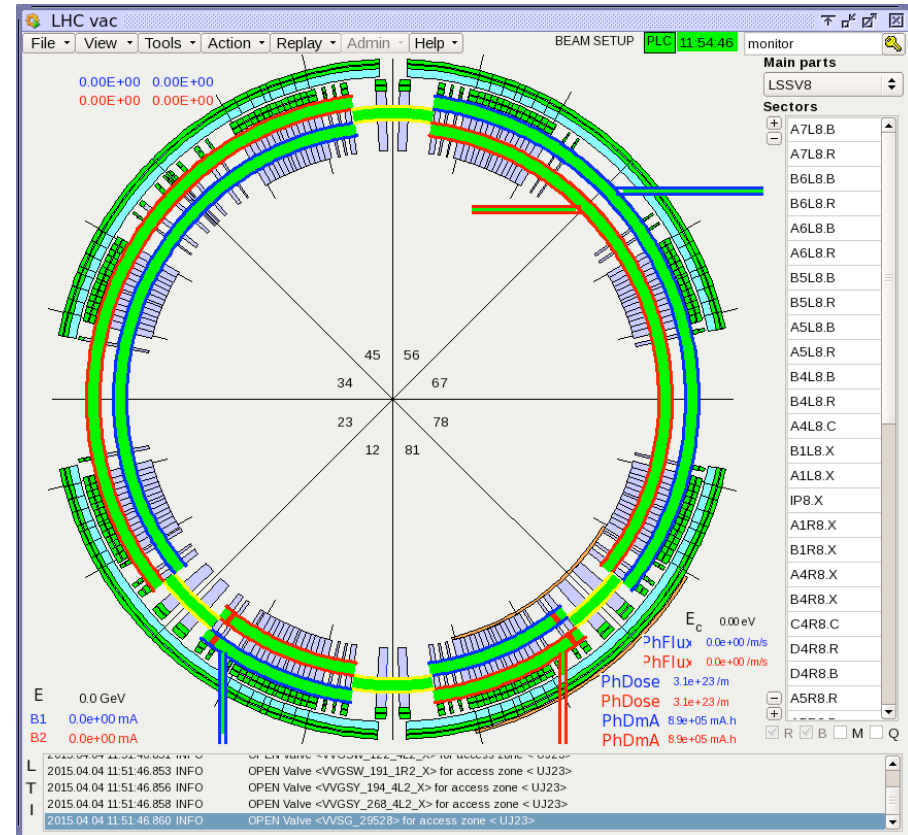 LHC vac
File View Tools Action Replay Admin Help BEAM SETUP PLC 11:54:46 monitor
Main parts
LSSV8
Sectors
A7L8.B
A7L8.R
B6L8.B
B6L8.R
A6L8.B
A6L8.R
B5L8.B
B5L8.R
A5L8.B
A5L8.R
B4L8.B
B4L8.R
A4L8.C
B1L8.X
A1L8.X
IP8.X
A1R8.X
B1R8.X
A4R8.X
B4R8.X
C4R8.C
D4R8.R
D4R8.B
A5R8.R
R B M Q
0.00E+00 0.00E+00
0.00E+00 0.00E+00
45 56
34 67
23 78
12 81
Ec 0.00 eV
PhFlux 0.0e+00 /m/s
PhFlux 0.0e+00 /m/s
PhDose 3.1e+23 /m
PhDose 3.1e+23 /m
PhDmA 8.9e+05 mA.h
PhDmA 8.9e+05 mA.h
E 0.0 GeV
B1 0.0e+00 mA
B2 0.0e+00 mA
L
T
I
2015.04.04 11:51:46.853 INFO OPEN Valve <VVGSW_191_1R2_X> for access zone < UJ23>
2015.04.04 11:51:46.856 INFO OPEN Valve <VVGSY_194_4L2_X> for access zone < UJ23>
2015.04.04 11:51:46.858 INFO OPEN Valve <VVGSY_268_4L2_X> for access zone < UJ23>
2015.04.04 11:51:46.860 INFO OPEN Valve <VVSG_29528> for access zone < UJ23>